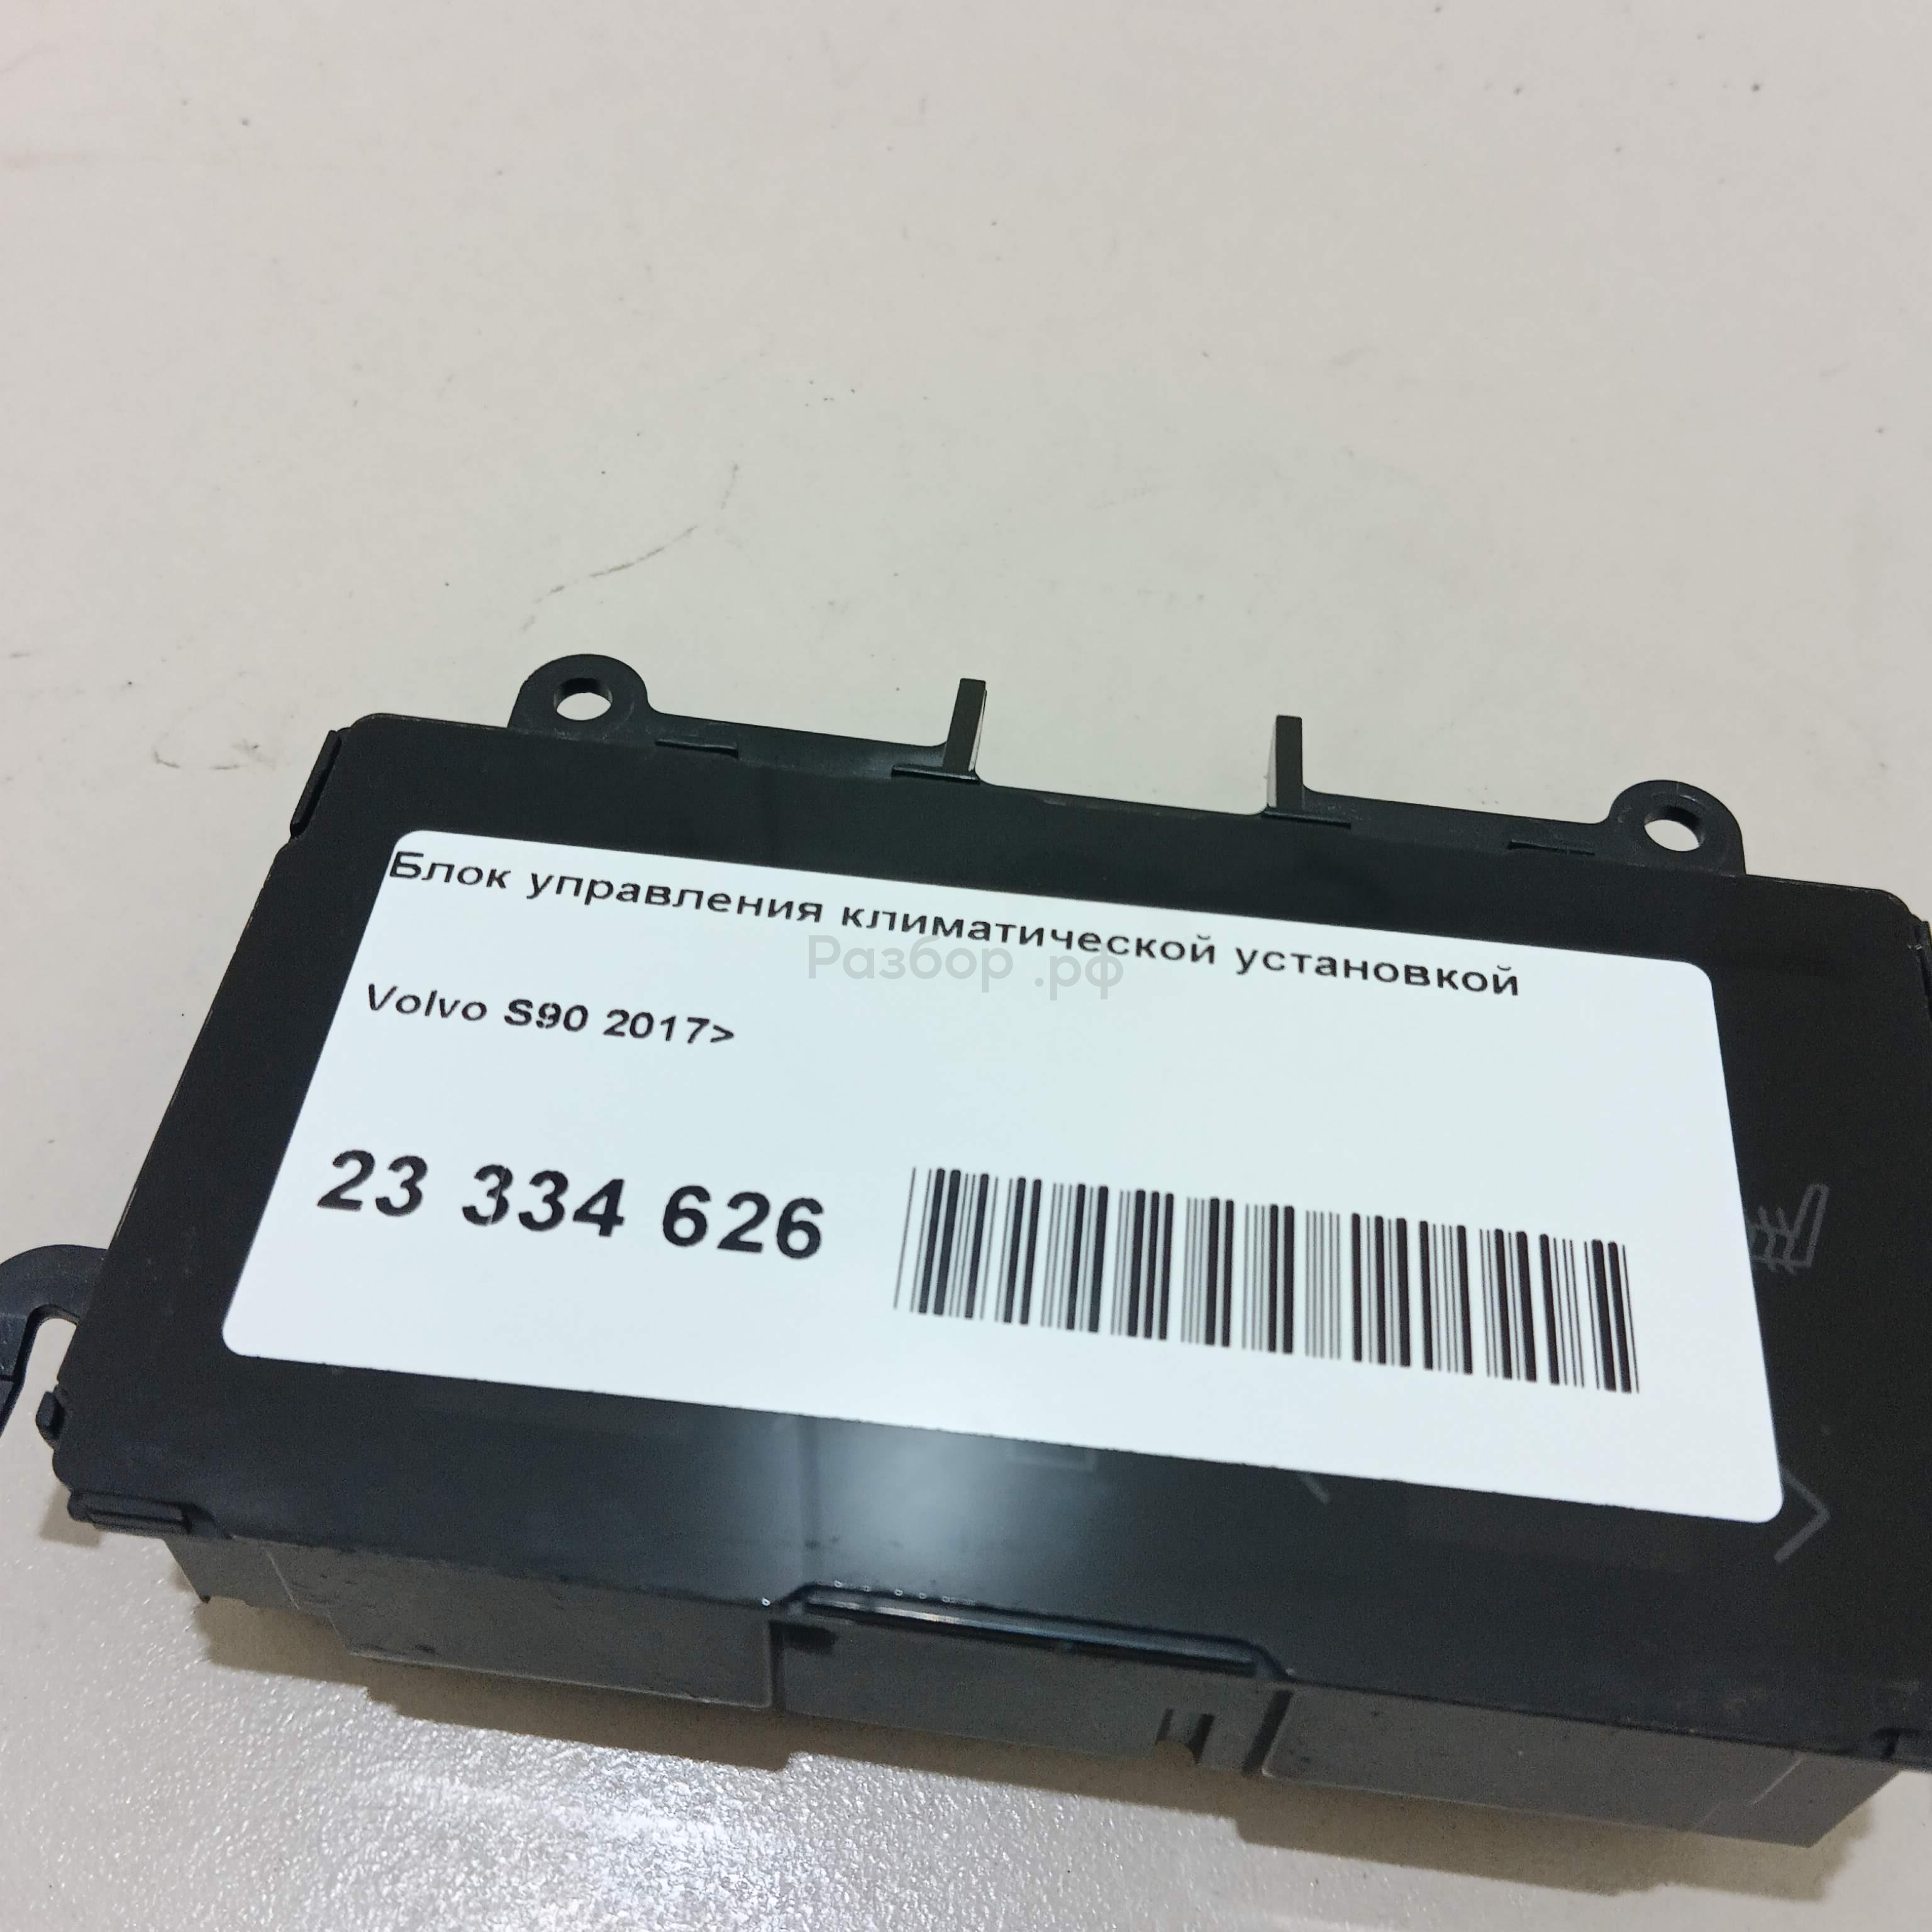 Блок управления климатической установкой
Разбор.рф
Volvo S90 2017>
23 334 626